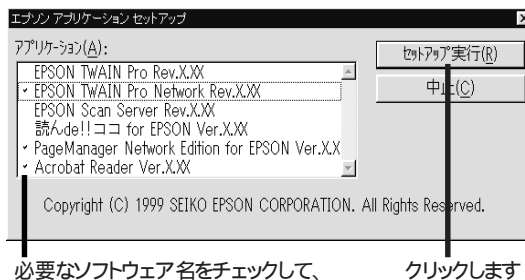 エプソン アプリケーション セットアップ
アプリケーション(A):
EPSON TWAIN Pro Rev.X.XX
EPSON TWAIN Pro Network Rev.X.XX
EPSON Scan Server Rev.X.XX
読んde!!ココ for EPSON Ver.X.XX
PageManager Network Edition for EPSON Ver.X.X
Acrobat Reader Ver.X.XX
セットアップ実行(R)
中止(C)
Copyright (C) 1999 SEIKO EPSON CORPORATION. All Rights Reserved.
必要なソフトウェア名をチェックして、
クリックします